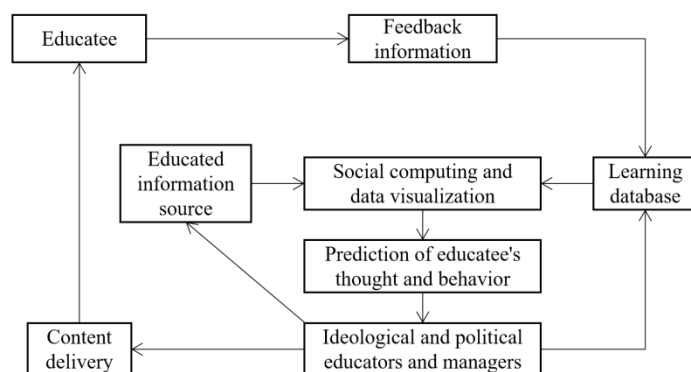 Educatee
Feedback
information
Educated
information
source
Social computing and
data visualization
Learning
database
Prediction of educatee's
thought and behavior
Content
delivery
Ideological and political
educators and managers